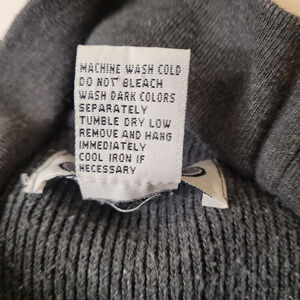 MACHINE WASH COLD
DO NOT BLEACH
WASH DARK COLORS
SEPARATELY
TUMBLE DRY LOW
REMOVE AND HANG
IMMEDIATELY
COOL IRON IF
NECESSARY